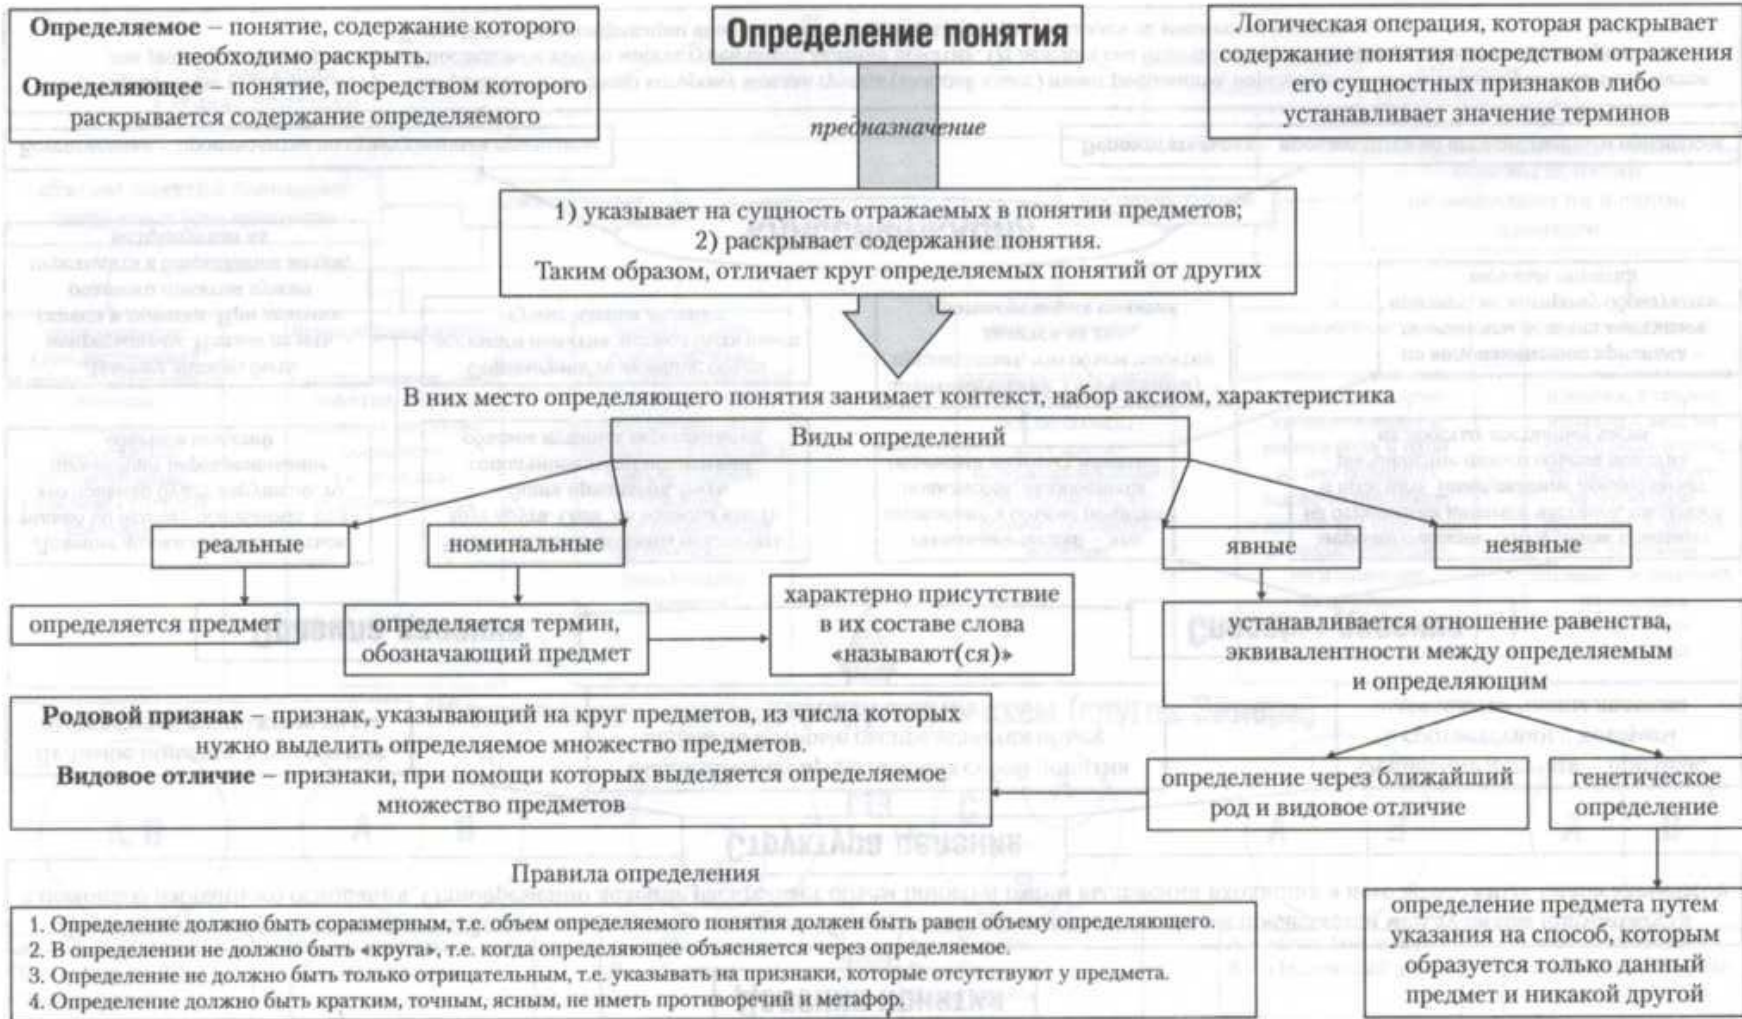 Определяемое – понятие, содержание которого
необходимо раскрыть.
Определяющее – понятие, посредством которого
раскрывается содержание определяемого
Определение понятия
Логическая операция, которая раскрывает
содержание понятия посредством отражения
его сущностных признаков либо
устанавливает значение терминов
предназначение
1) указывает на сущность отражаемых в понятии предметов;
2) раскрывает содержание понятия.
Таким образом, отличает круг определяемых понятий от других
В них место определяющего понятия занимает контекст, набор аксиом, характеристика
Виды определений
реальные
номинальные
явные
неявные
определяется предмет
определяется термин,
обозначающий предмет
характерно присутствие
в их составе слова
«называют(ся)»
устанавливается отношение равенства,
эквивалентности между определяемым
и определяющим
Родовой признак – признак, указывающий на круг предметов, из числа которых
нужно выделить определяемое множество предметов.
Видовое отличие – признаки, при помощи которых выделяется определяемое
множество предметов
определение через ближайший
род и видовое отличие
генетическое
определение
определение предмета путем
указания на способ, которым
образуется только данный
предмет и никакой другой
Правила определения
1. Определение должно быть соразмерным, т.е. объем определяемого понятия должен быть равен объему определяющего.
2. В определении не должно быть «круга», т.е. когда определяющее объясняется через определяемое.
3. Определение не должно быть только отрицательным, т.е. указывать на признаки, которые отсутствуют у предмета.
4. Определение должно быть кратким, точным, ясным, не иметь противоречий и метафор.